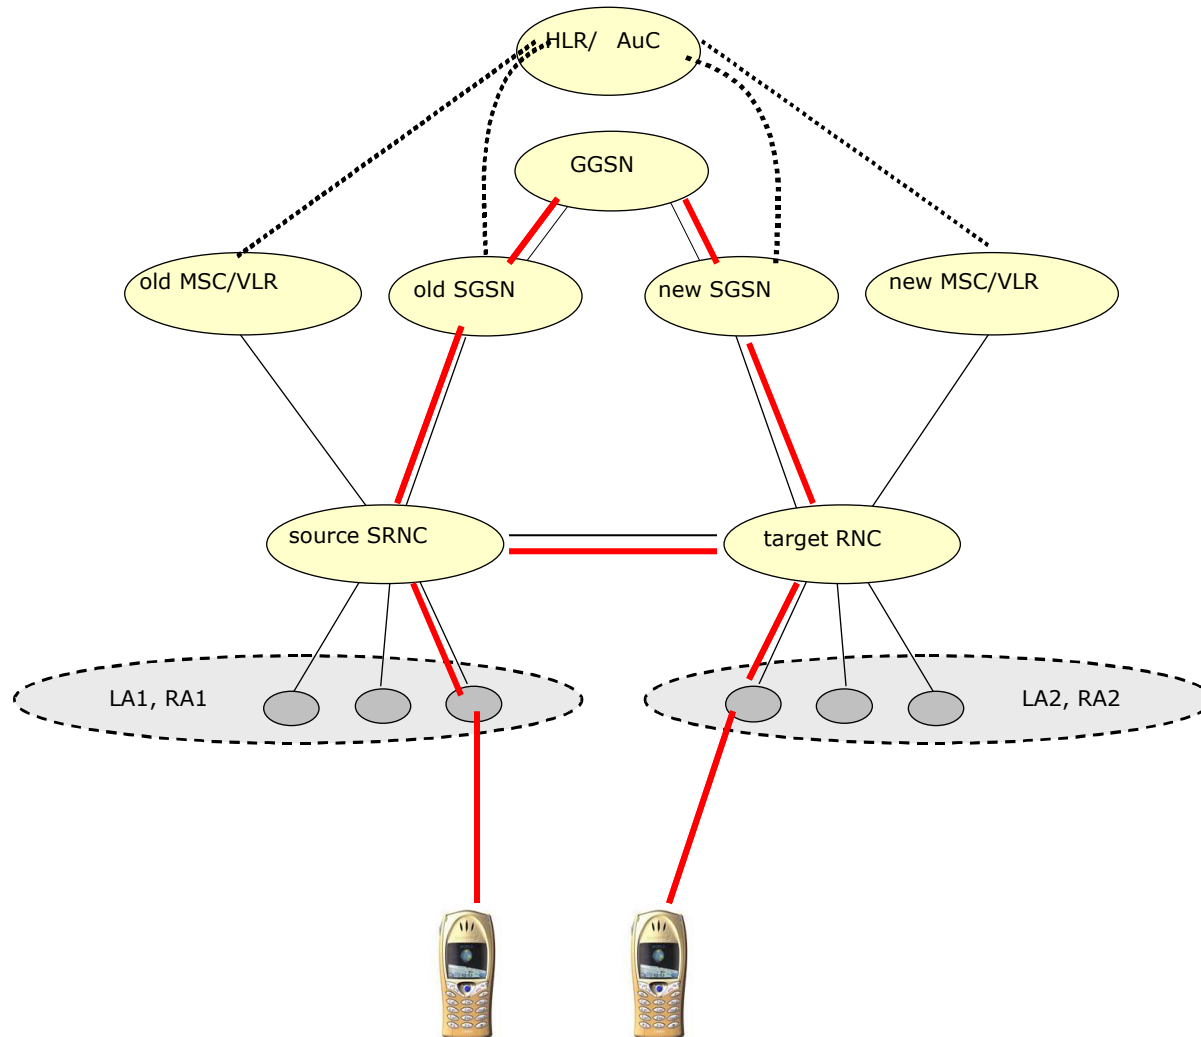 HLR/ AuC
GGSN
old MSC/VLR
old SGSN
new SGSN
new MSC/VLR
source SRNC
target RNC
LA1, RA1
LA2, RA2